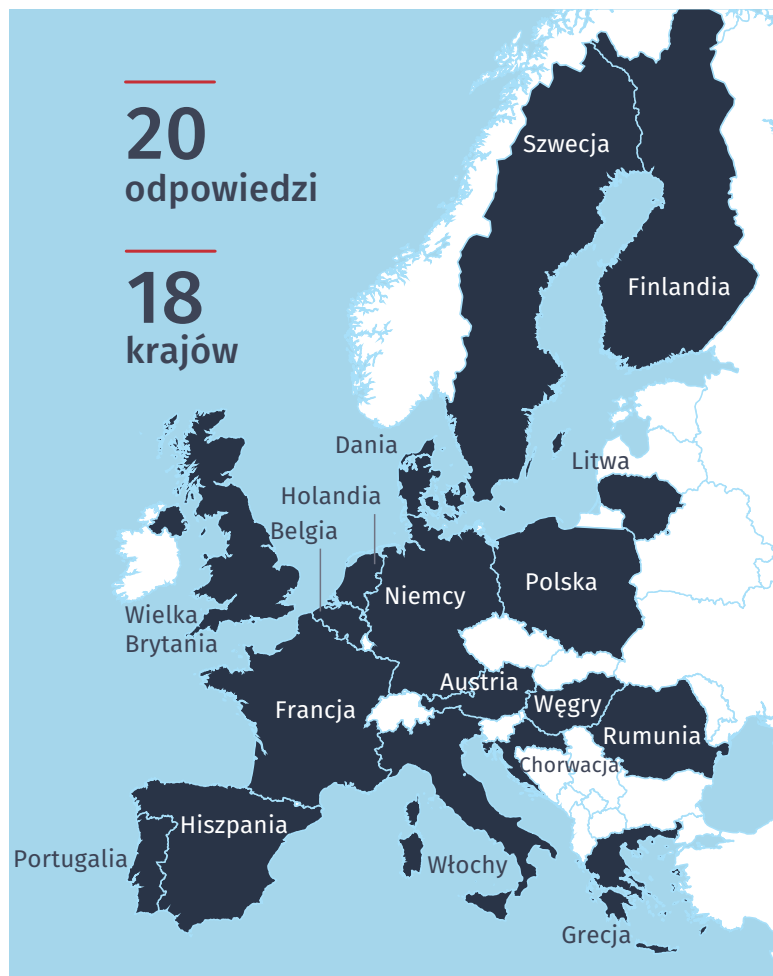 20
odpowiedzi
18
krajów
Szwecja
Finlandia
Dania
Litwa
Holandia
Belgia
Niemcy
Polska
Wielka
Brytania
Austria
Węgry
Francja
Rumunia
Chorwacja
Hiszpania
Portugalia
Włochy
Grecja